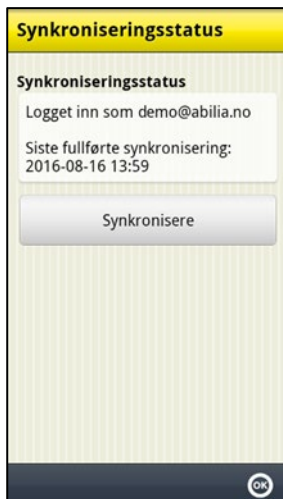 Synkroniseringsstatus
Synkroniseringsstatus
Logget inn som demo@abilia.no
Siste fullførte synkronisering:
2016-08-16 13:59
Synkronisere
OK